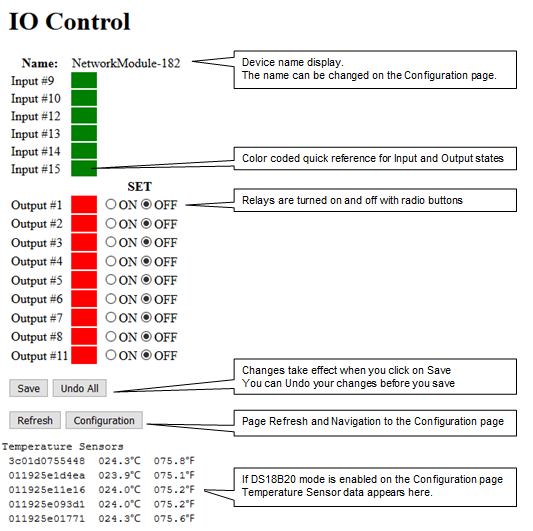 IO Control
Name: NetworkModule-182
Device name display.
The name can be changed on the Configuration page.
Input #9
Input #10
Input #12
Input #13
Input #14
Input #15
Color coded quick reference for Input and Output states
SET
Output #1 ON OFF
Relays are turned on and off with radio buttons
Output #2 ON OFF
Output #3 ON OFF
Output #4 ON OFF
Output #5 ON OFF
Output #6 ON OFF
Output #7 ON OFF
Output #8 ON OFF
Output #11 ON OFF
Save Undo All
Changes take effect when you click on Save
You can Undo your changes before you save
Refresh Configuration
Page Refresh and Navigation to the Configuration page
Temperature Sensors
3c01d0755448 024.3°C 075.8°F
011925e1d4ea 023.9°C 075.1°F
011925e11e16 024.0°C 075.2°F
011925e093d1 024.0°C 075.2°F
011925e01771 024.3°C 075.6°F
If DS18B20 mode is enabled on the Configuration page
Temperature Sensor data appears here.